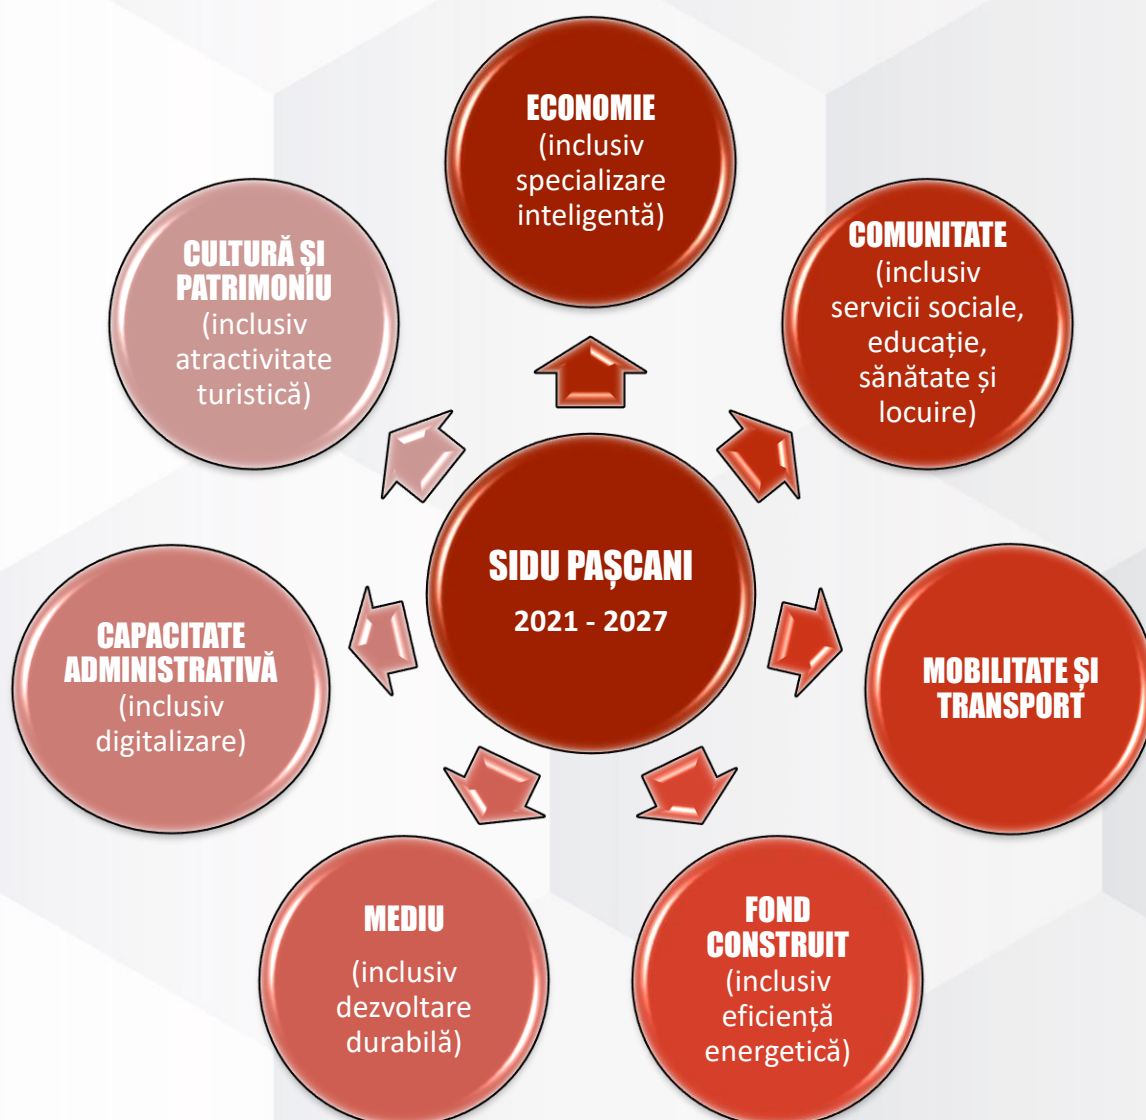 ECONOMIE
(inclusiv
specializare
inteligentă)
COMUNITATE
(inclusiv
servicii sociale,
educație,
sănătate și
locuire)
MOBILITATE ȘI
TRANSPORT
FOND
CONSTRUIT
(inclusiv
eficiență
energetică)
MEDIU
(inclusiv
dezvoltare
durabilă)
CAPACITATE
ADMINISTRATIVĂ
(inclusiv
digitalizare)
CULTURĂ ȘI
PATRIMONIU
(inclusiv
atractivitate
turistică)
SIDU PAȘCANI
2021 - 2027